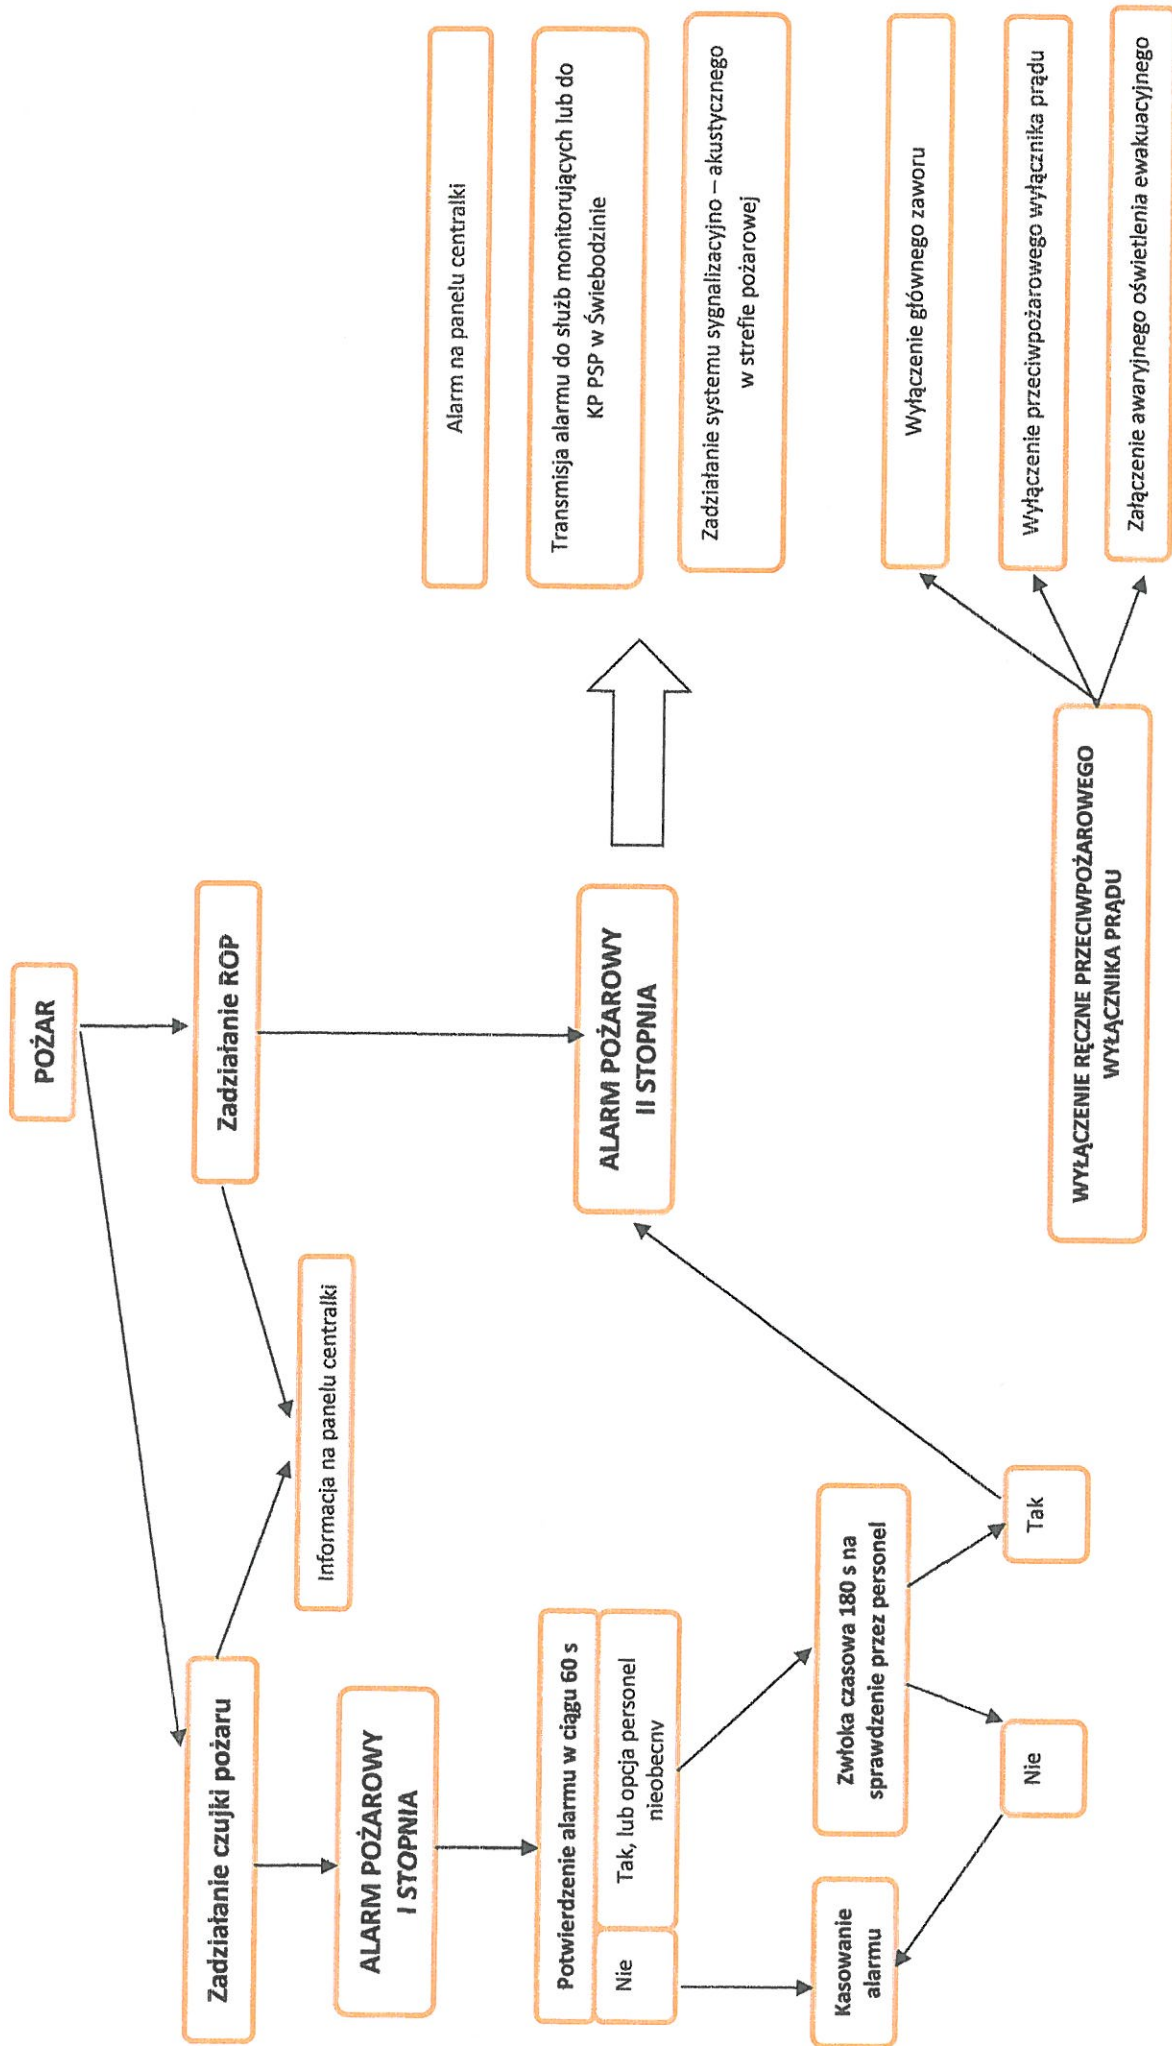 POŻAR
Zadziałanie czujki pożaru
Zadziałanie ROP
Informacja na panelu centralki
ALARM POŻAROWY
I STOPNIA
Potwierdzenie alarmu w ciągu 60 s
Nie
Tak, lub opcja personel
nieobecny
Kasowanie
alarmu
Zwłoka czasowa 180 s na
sprawdzenie przez personel
Nie
Tak
ALARM POŻAROWY
II STOPNIA
Alarm na panelu centralki
Transmisja alarmu do służb monitorujących lub do
KP PSP w Świebodzinie
Zadziałanie systemu sygnalizacyjno – akustycznego
w strefie pożarowej
WYŁĄCZENIE RĘCZNE PRZECIWPOŻAROWEGO
WYŁĄCZNIKA PRĄDU
Wyłączenie głównego zaworu
Wyłączenie przeciwpożarowego wyłącznika prądu
Załączenie awaryjnego oświetlenia ewakuacyjnego